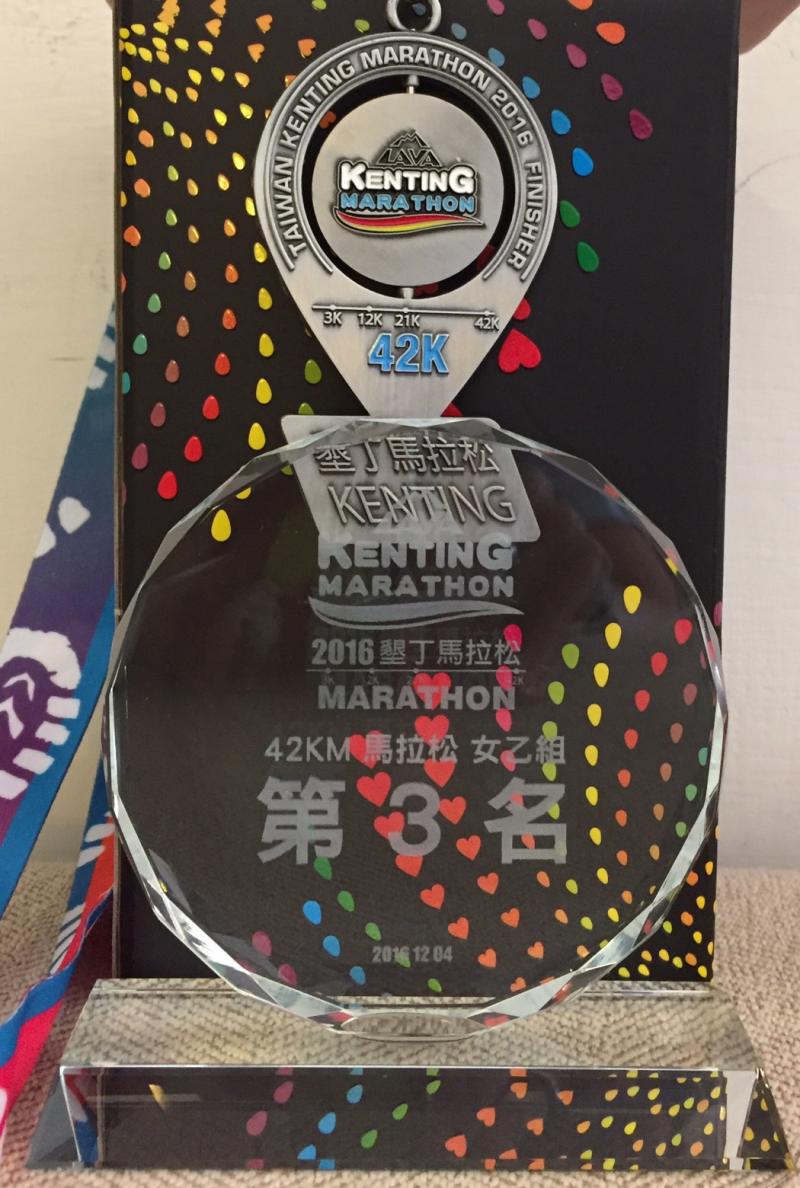 TAIWAN KENTING MARATHON 2016 FINISHER
LAVA
KENTING
MARATHON
3K 12K 21K 42K
42K
墾丁馬拉松
KENTING
KENTING
MARATHON
2016 墾丁馬拉松
MARATHON
42KM 馬拉松 女乙組
第 3 名
2016 12 04